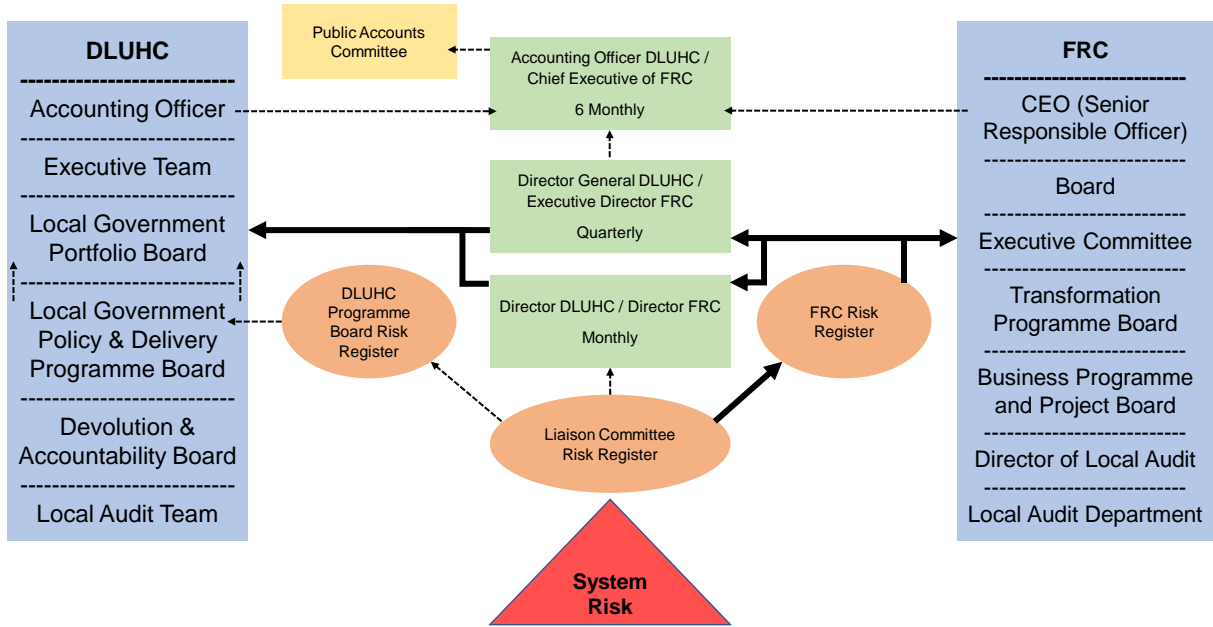 DLUHC
Accounting Officer
Executive Team
Local Government
Portfolio Board
Local Government
Policy & Delivery
Programme Board
Devolution &
Accountability Board
Local Audit Team
Public Accounts
Committee
Accounting Officer DLUHC /
Chief Executive of FRC
6 Monthly
Director General DLUHC /
Executive Director FRC
Quarterly
Director DLUHC / Director FRC
Monthly
DLUHC
Programme
Board Risk
Register
FRC Risk
Register
Liaison Committee
Risk Register
System
Risk
FRC
CEO (Senior
Responsible Officer)
Board
Executive Committee
Transformation
Programme Board
Business Programme
and Project Board
Director of Local Audit
Local Audit Department